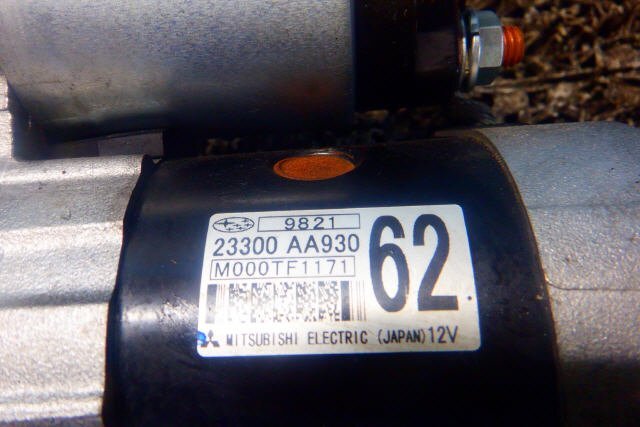 9821
23300 AA930
62
M000TF1171
MITSUBISHI ELECTRIC (JAPAN) 12V